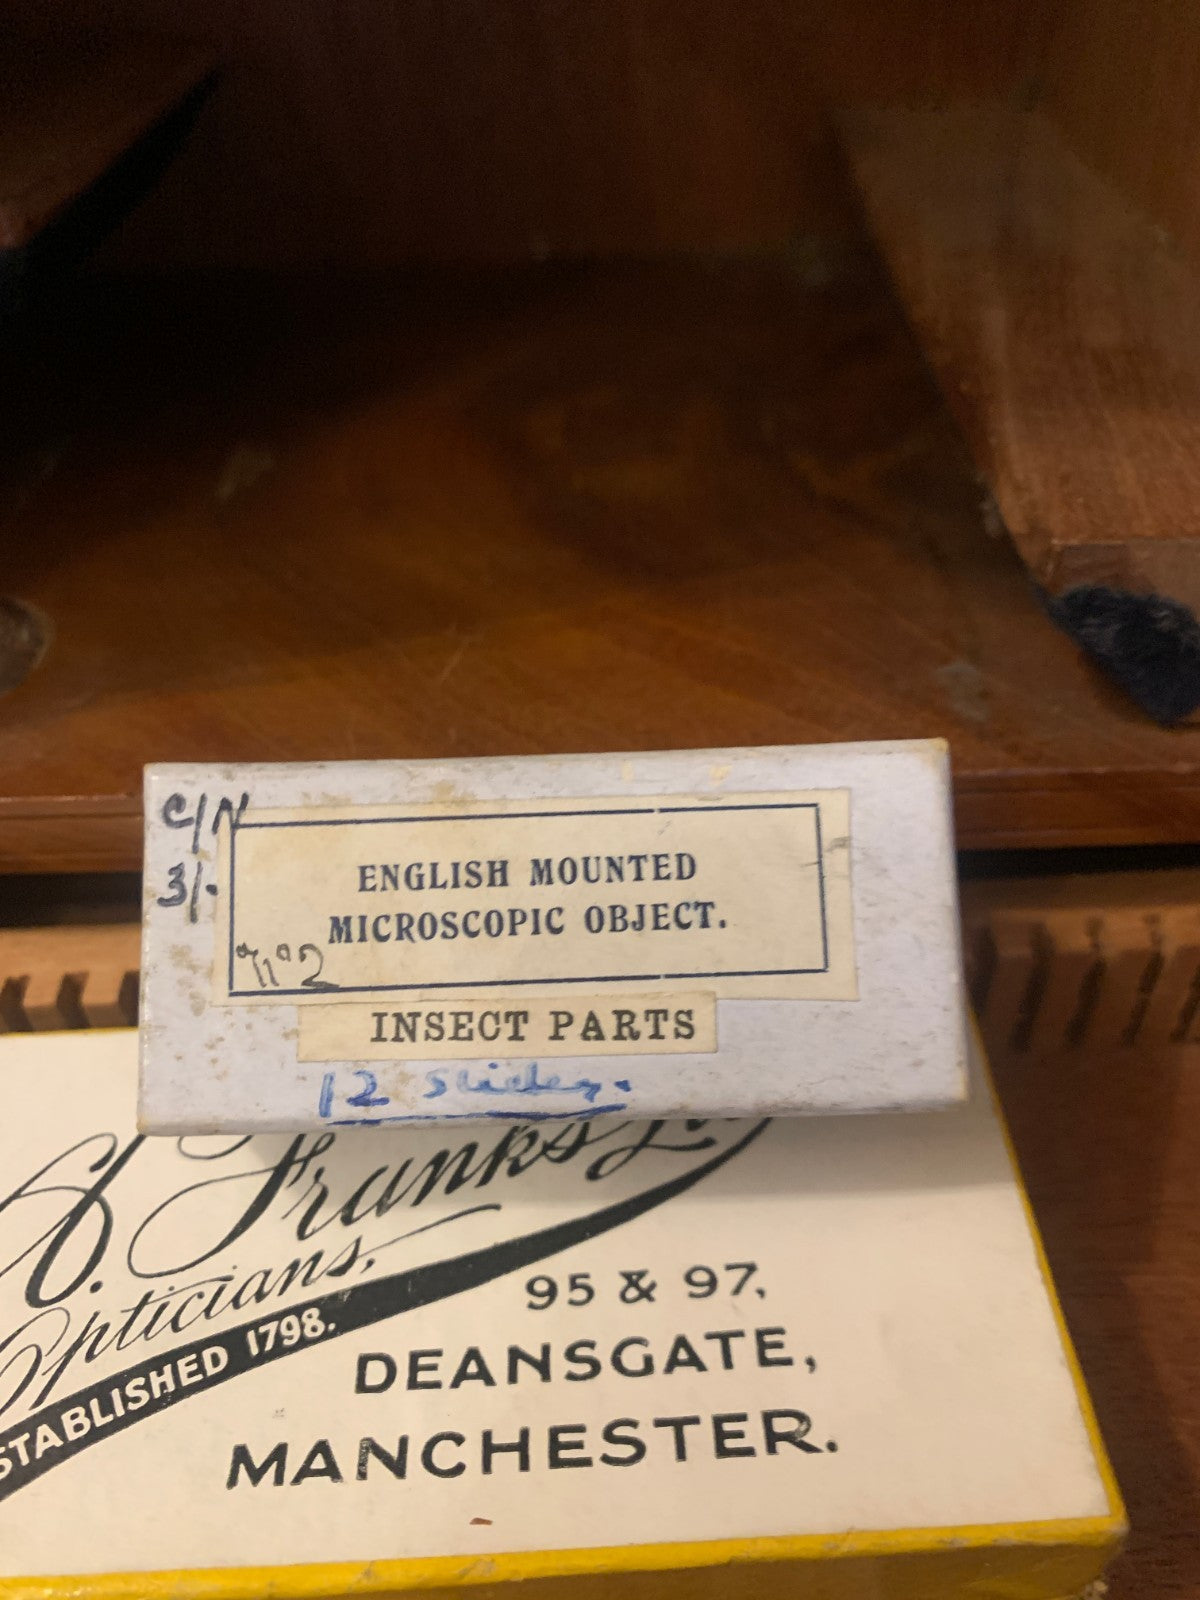 C/N
3/-
ENGLISH MOUNTED
MICROSCOPIC OBJECT.
Nº 2
INSECT PARTS
12 Slides.
Franks
Opticians,
ESTABLISHED 1798.
95 & 97,
DEANSGATE,
MANCHESTER.